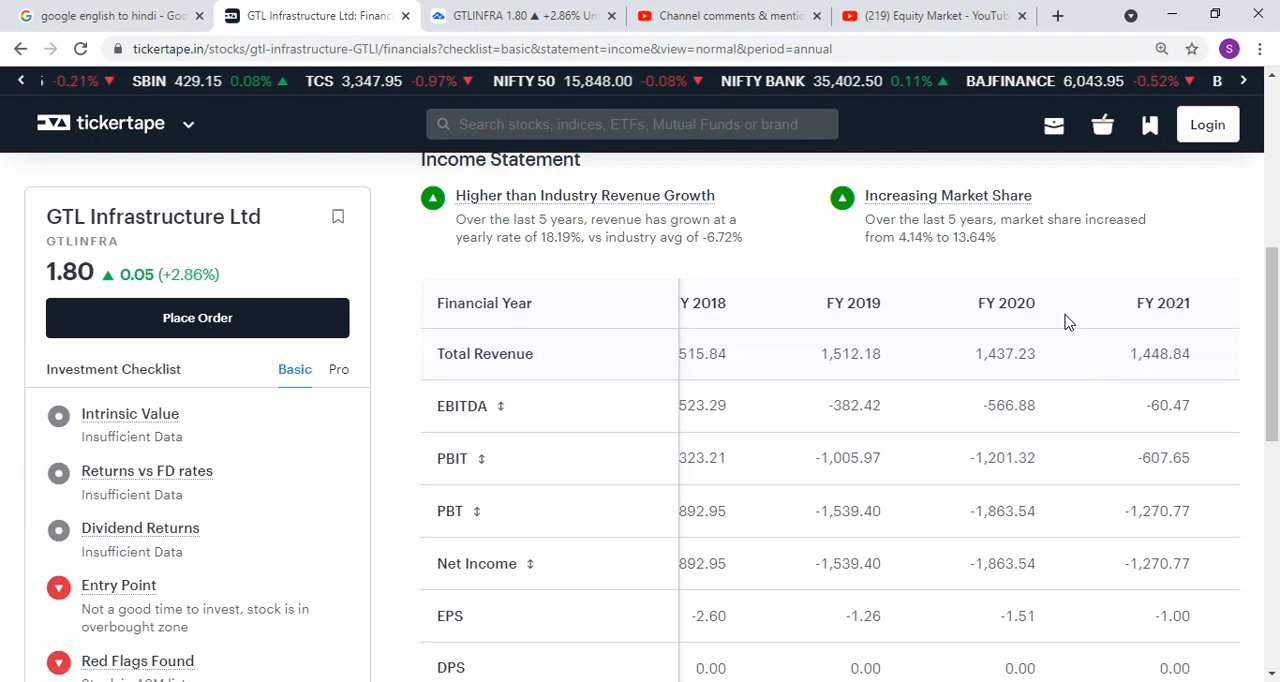 google english to hindi - Goo
GTL Infrastructure Ltd: Financ
GTLINFRA 1.80 ▲ +2.86% Un
Channel comments & mentic
(219) Equity Market - YouTub
tickertape.in/stocks/gtl-infrastructure-GTLI/financials?checklist=basic&statement=income&view=normal&period=annual
S
-0.21% ▼ SBIN 429.15 0.08% ▲ TCS 3,347.95 -0.97% ▼ NIFTY 50 15,848.00 -0.08% ▼ NIFTY BANK 35,402.50 0.11% ▲ BAJFINANCE 6,043.95 -0.52% ▼ B
tickertape
Search stocks, indices, ETFs, Mutual Funds or brand
Login
GTL Infrastructure Ltd
GTLINFRA
1.80 ▲ 0.05 (+2.86%)
Place Order
Investment Checklist Basic Pro
Intrinsic Value
Insufficient Data
Returns vs FD rates
Insufficient Data
Dividend Returns
Insufficient Data
Entry Point
Not a good time to invest, stock is in
overbought zone
Red Flags Found
Income Statement
Higher than Industry Revenue Growth
Over the last 5 years, revenue has grown at a
yearly rate of 18.19%, vs industry avg of -6.72%
Increasing Market Share
Over the last 5 years, market share increased
from 4.14% to 13.64%
Financial Year Y 2018 FY 2019 FY 2020 FY 2021
Total Revenue 515.84 1,512.18 1,437.23 1,448.84
EBITDA 523.29 -382.42 -566.88 -60.47
PBIT 323.21 -1,005.97 -1,201.32 -607.65
PBT 892.95 -1,539.40 -1,863.54 -1,270.77
Net Income 892.95 -1,539.40 -1,863.54 -1,270.77
EPS -2.60 -1.26 -1.51 -1.00
DPS 0.00 0.00 0.00 0.00